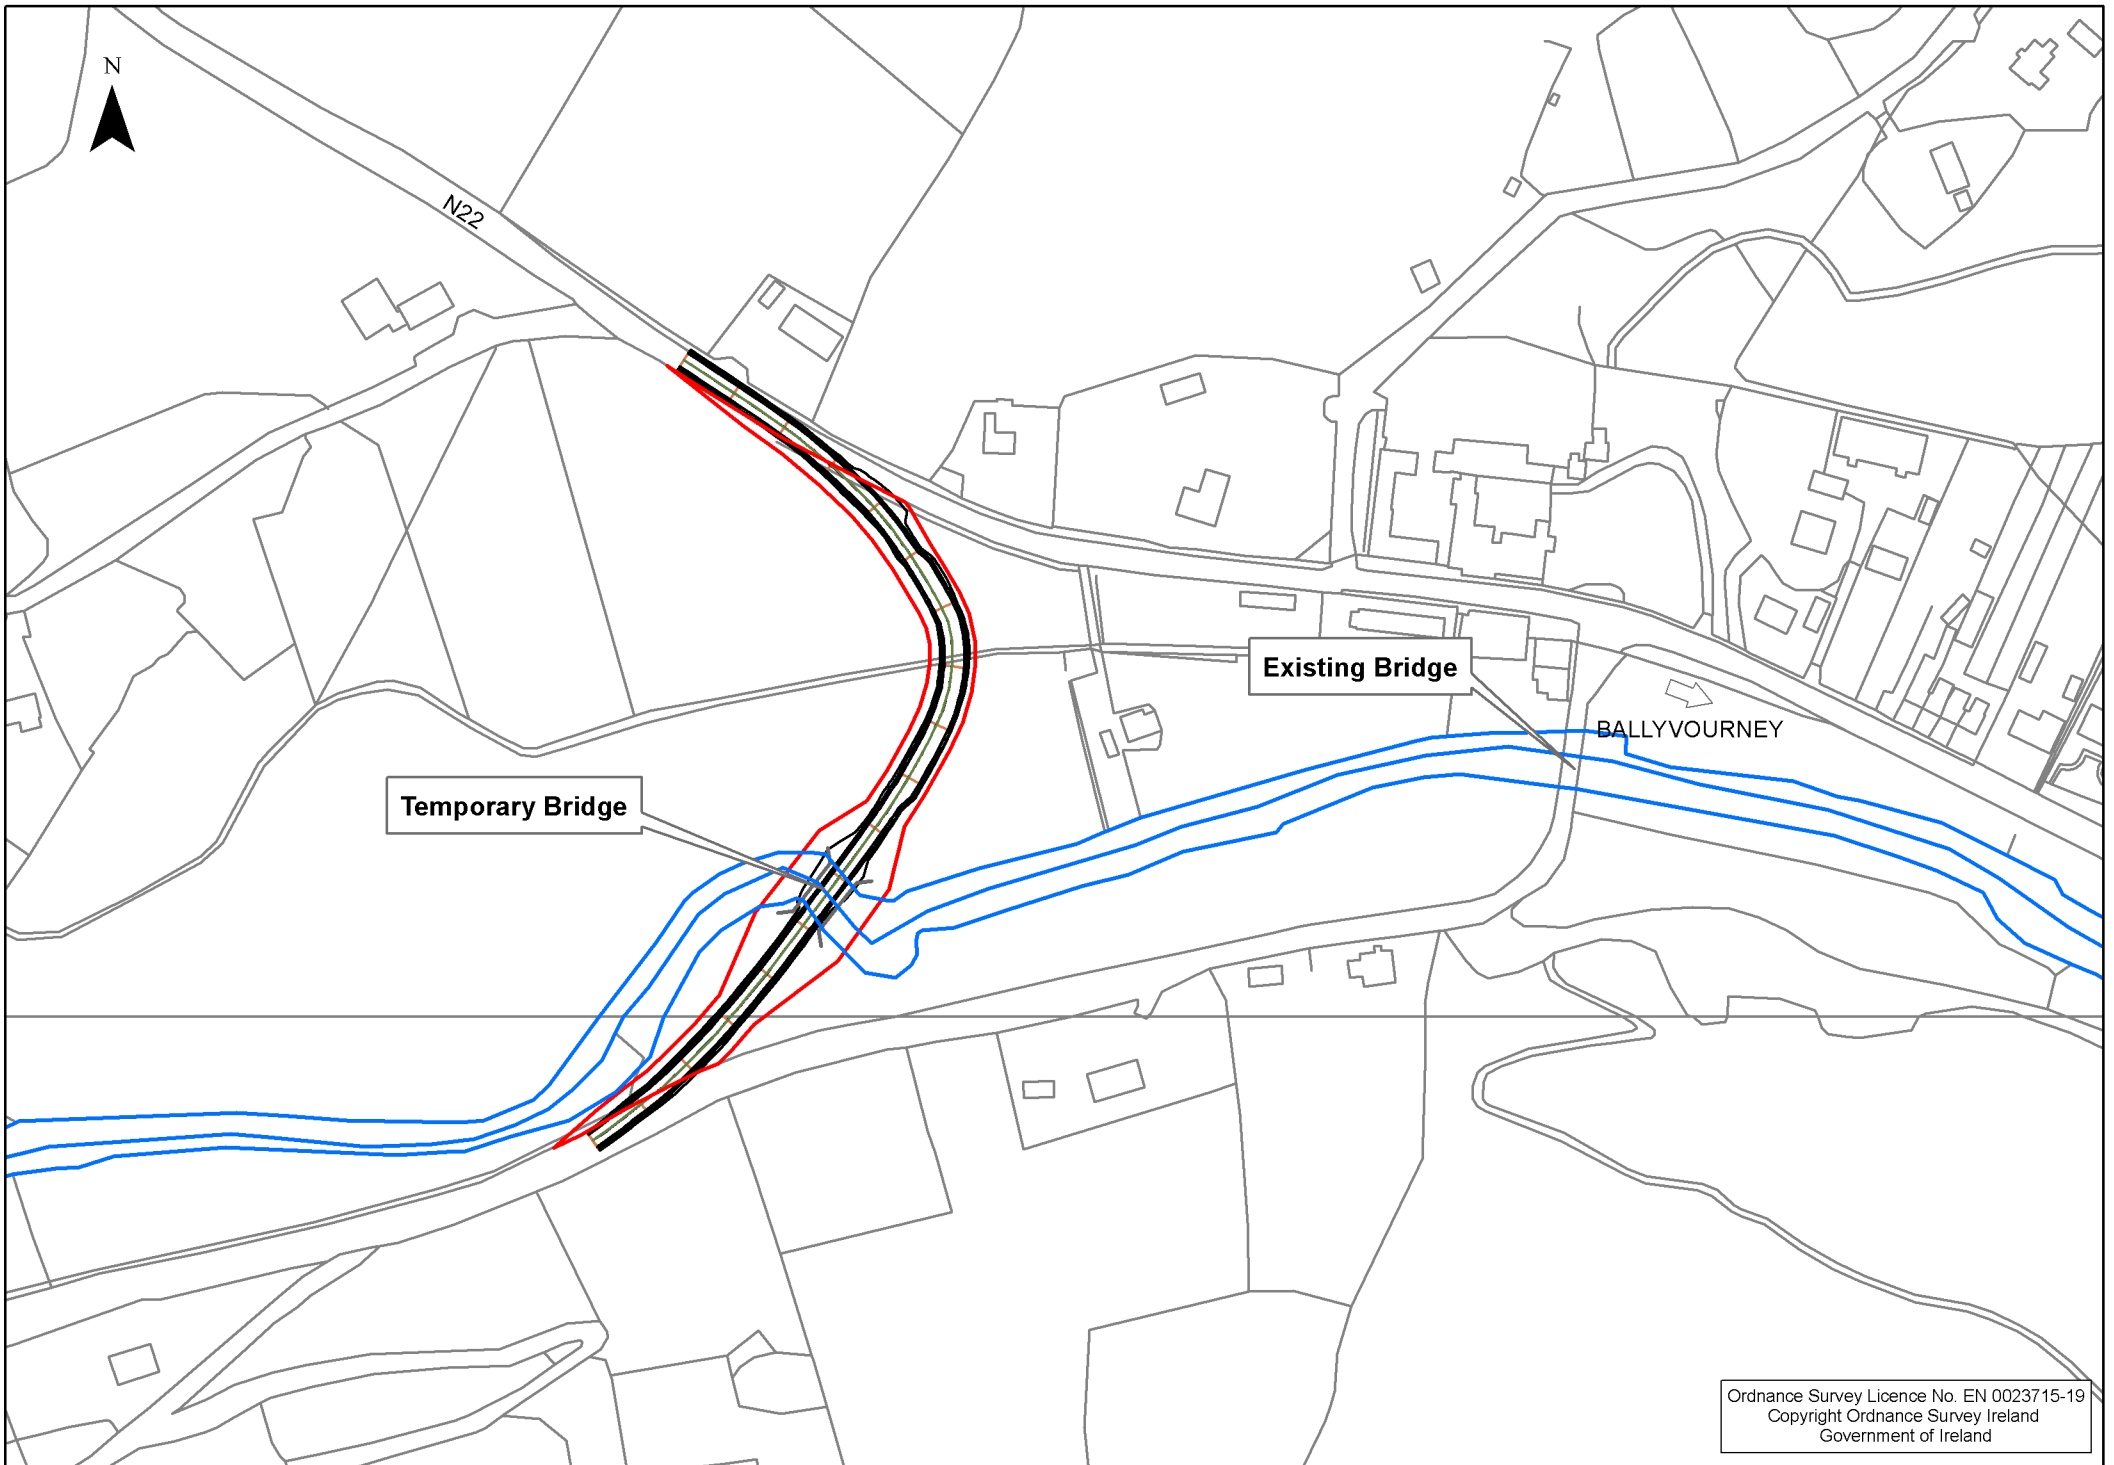 N
N22
Existing Bridge
BALLYVOURNEY
Temporary Bridge
Ordnance Survey Licence No. EN 0023715-19
Copyright Ordnance Survey Ireland
Government of Ireland